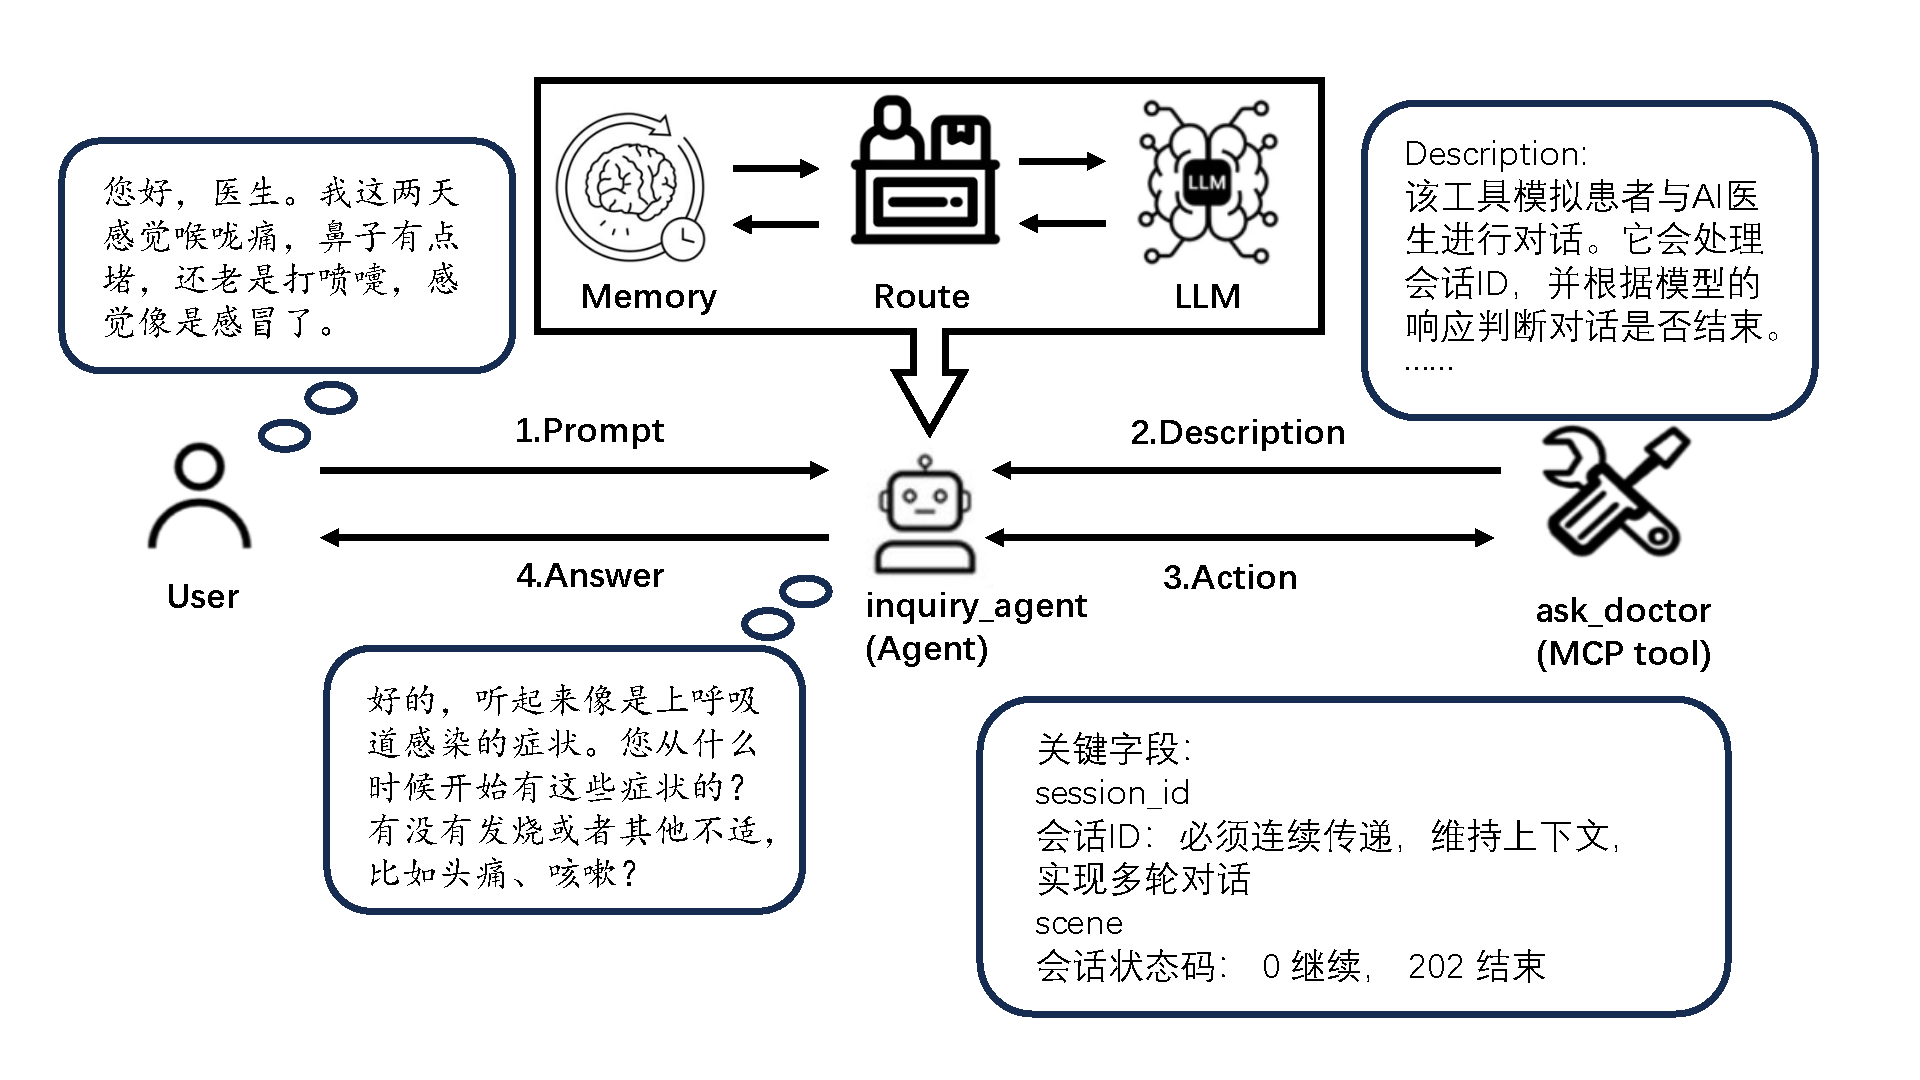 Memory
Route
LLM
LLM
您好，医生。我这两天
感觉喉咙痛，鼻子有点
堵，还老是打喷嚏，感
觉像是感冒了。
Description:
该工具模拟患者与AI医
生进行对话。它会处理
会话ID，并根据模型的
响应判断对话是否结束。
……
1.Prompt
2.Description
4.Answer
3.Action
User
inquiry_agent
(Agent)
ask_doctor
(MCP tool)
好的，听起来像是上呼吸
道感染的症状。您从什么
时候开始有这些症状的？
有没有发烧或者其他不适，
比如头痛、咳嗽？
关键字段：
session_id
会话ID：必须连续传递，维持上下文，
实现多轮对话
scene
会话状态码： 0 继续， 202 结束